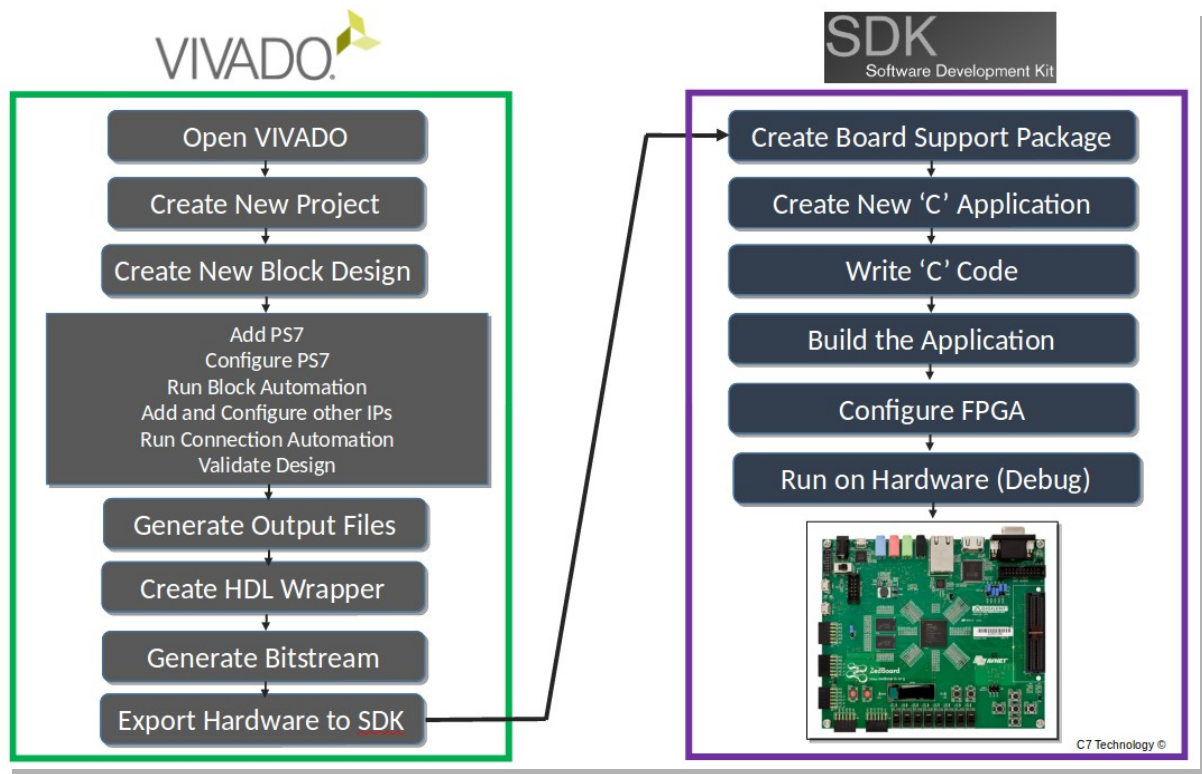 VIVADO.
Open VIVADO
Create New Project
Create New Block Design
Add PS7
Configure PS7
Run Block Automation
Add and Configure other IPs
Run Connection Automation
Validate Design
Generate Output Files
Create HDL Wrapper
Generate Bitstream
Export Hardware to SDK
SDK
Software Development Kit
Create Board Support Package
Create New ‘C’ Application
Write ‘C’ Code
Build the Application
Configure FPGA
Run on Hardware (Debug)
ZedBoard
AVNET
C7 Technology ©